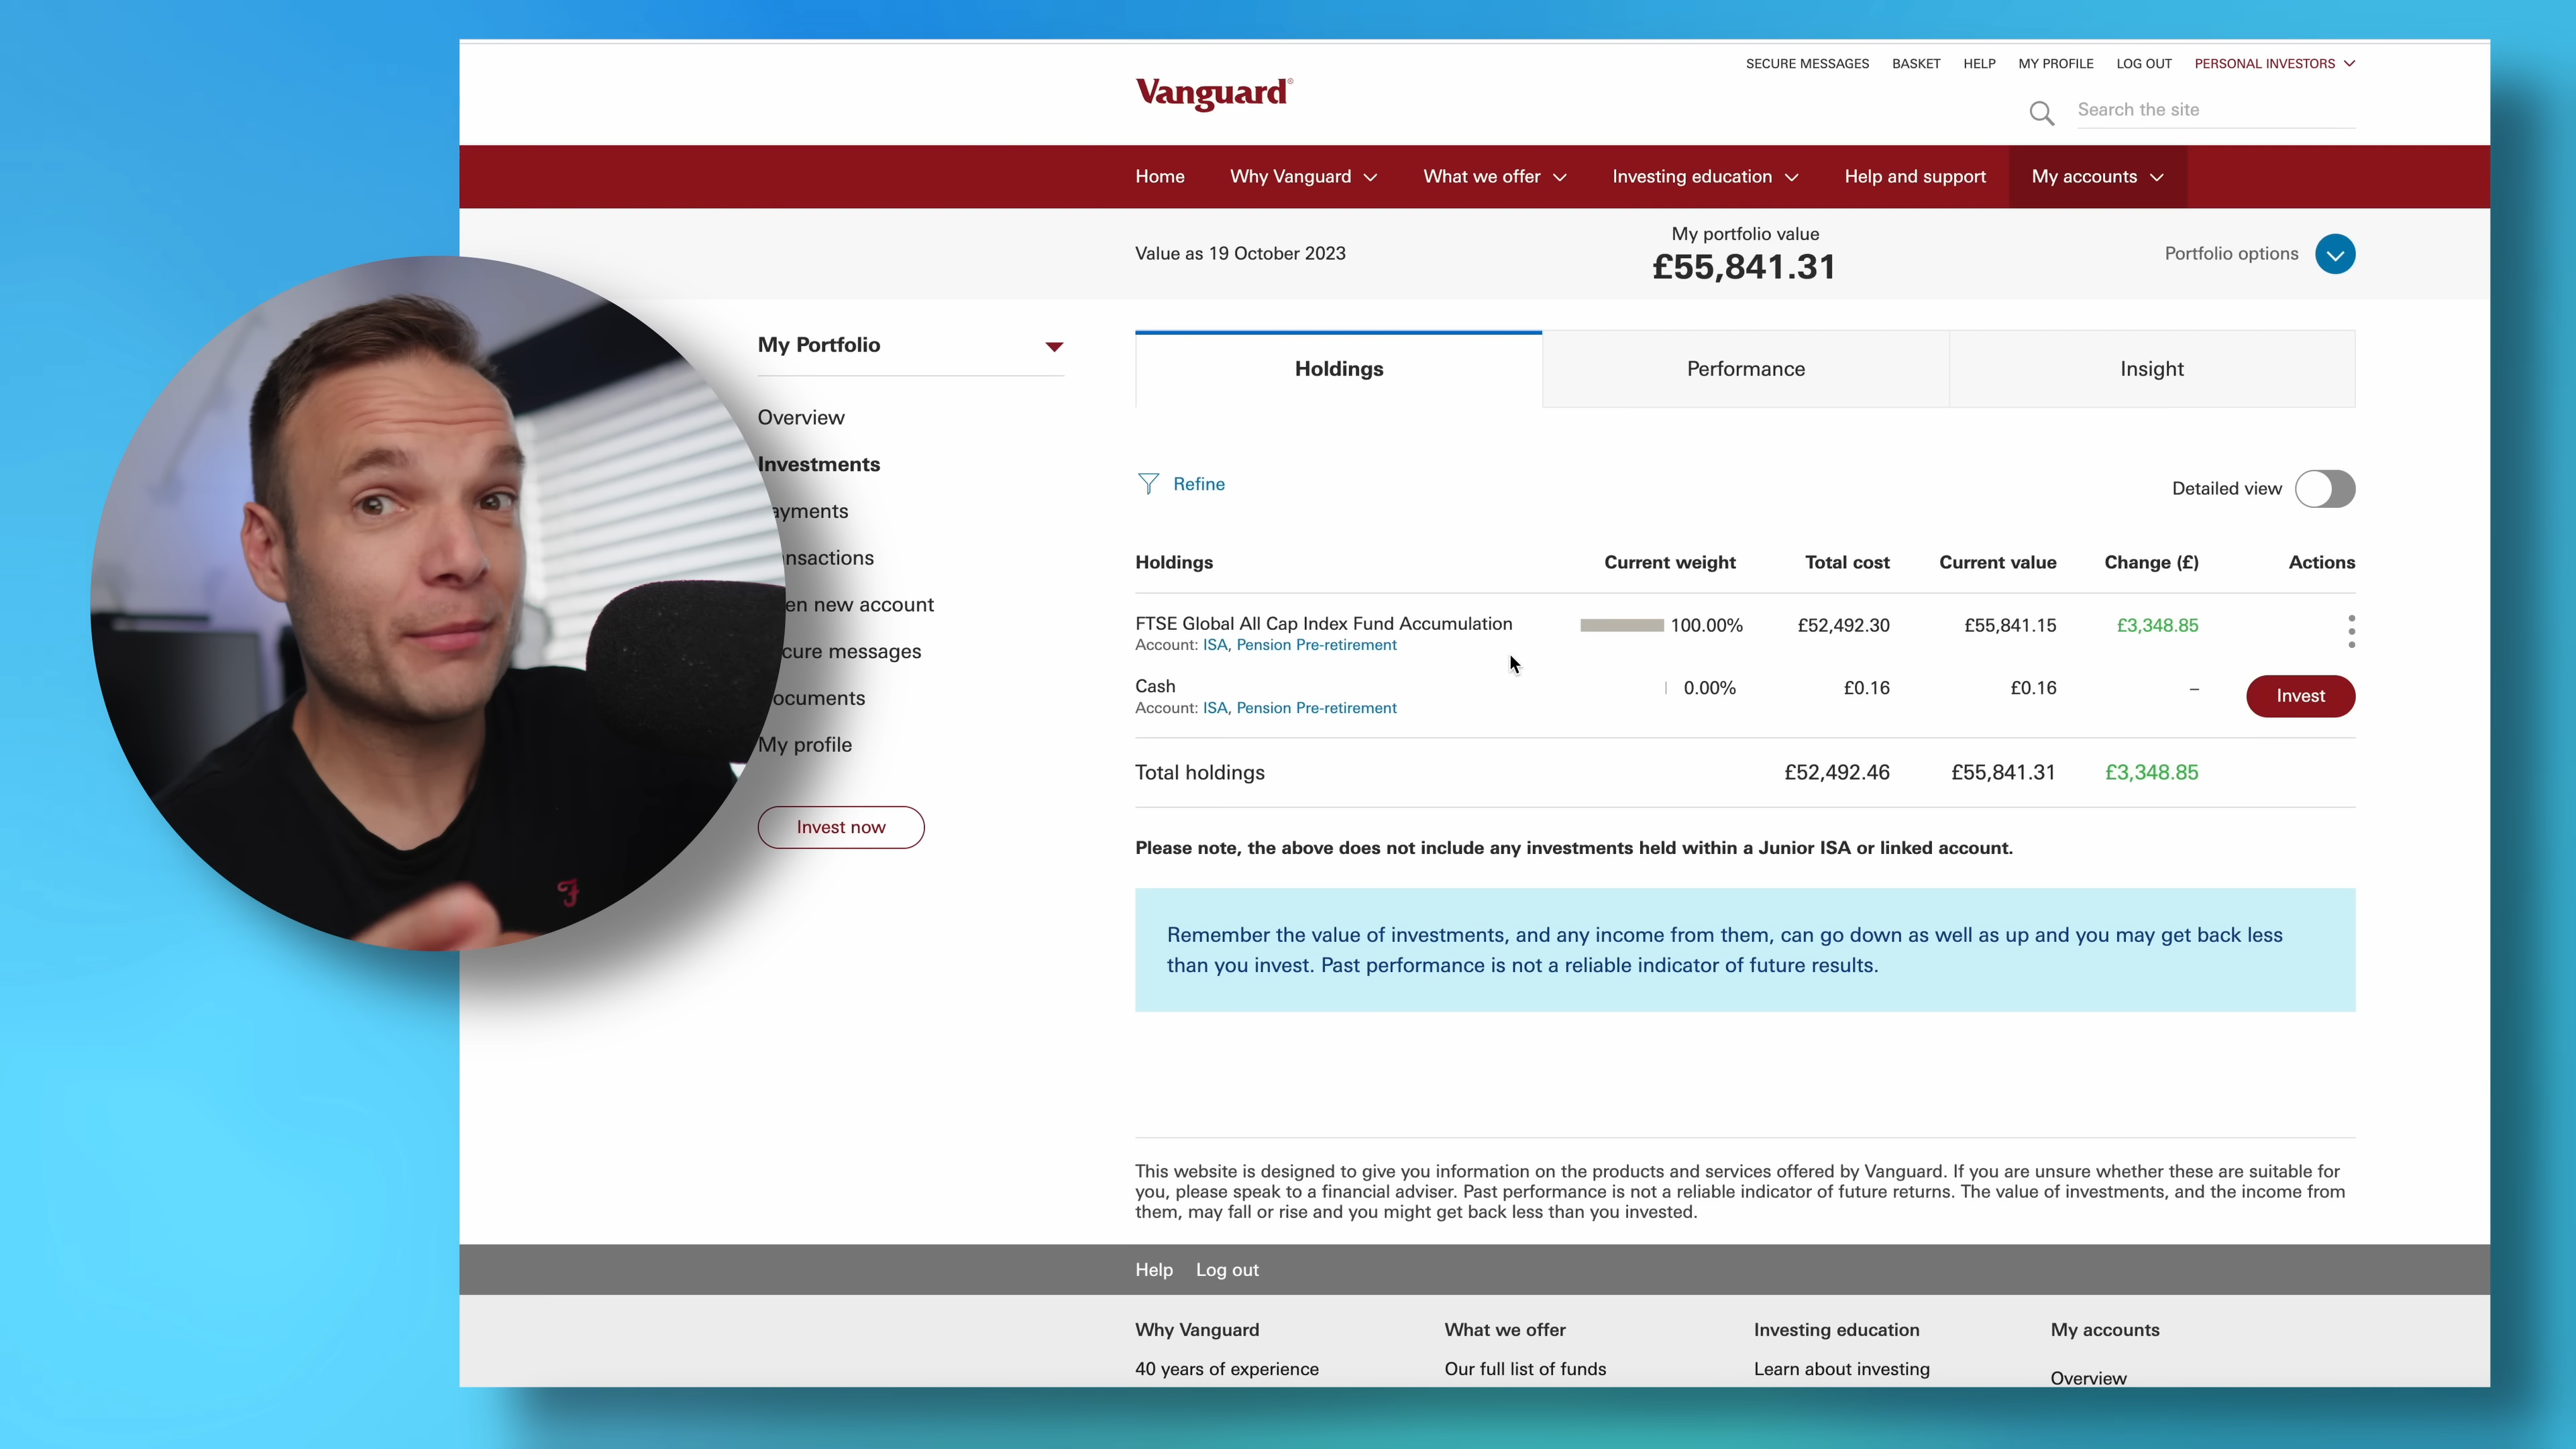 SECURE MESSAGES BASKET HELP MY PROFILE LOG OUT PERSONAL INVESTORS
Vanguard®
Search the site
Home Why Vanguard What we offer Investing education Help and support My accounts
Value as 19 October 2023
My portfolio value
£55,841.31
Portfolio options
My Portfolio
Overview
Investments
ayments
nsactions
en new account
cure messages
ocuments
My profile
Invest now
Holdings Performance Insight
Refine
Detailed view
Holdings Current weight Total cost Current value Change (£) Actions
FTSE Global All Cap Index Fund Accumulation 100.00% £52,492.30 £55,841.15 £3,348.85
Account: ISA, Pension Pre-retirement
Cash 0.00% £0.16 £0.16 –
Account: ISA, Pension Pre-retirement
Invest
Total holdings £52,492.46 £55,841.31 £3,348.85
Please note, the above does not include any investments held within a Junior ISA or linked account.
Remember the value of investments, and any income from them, can go down as well as up and you may get back less
than you invest. Past performance is not a reliable indicator of future results.
This website is designed to give you information on the products and services offered by Vanguard. If you are unsure whether these are suitable for
you, please speak to a financial adviser. Past performance is not a reliable indicator of future returns. The value of investments, and the income from
them, may fall or rise and you might get back less than you invested.
Help Log out
Why Vanguard What we offer Investing education My accounts
40 years of experience Our full list of funds Learn about investing Overview